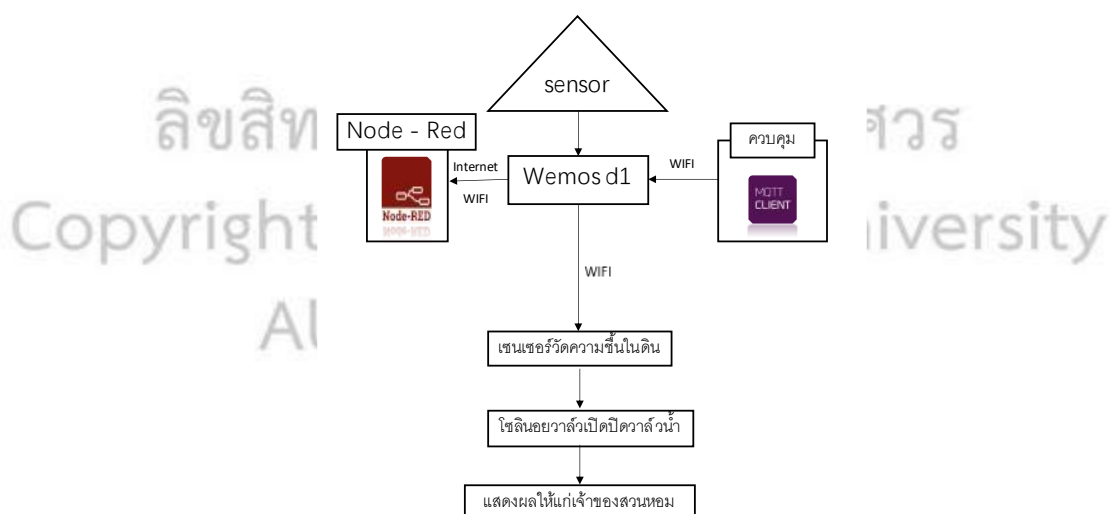 sensor
Node - Red
ควบคุม
Internet
WIFI
Wemos d1
WIFI
MQTT
CLIENT
Node-RED
Copyright iversity
WIFI
เซนเซอร์วัดความชื้นในดิน
โซลินอยวาล์วเปิดปิดวาล์วน้ำ
แสดงผลให้แก่เจ้าของสวนหอม